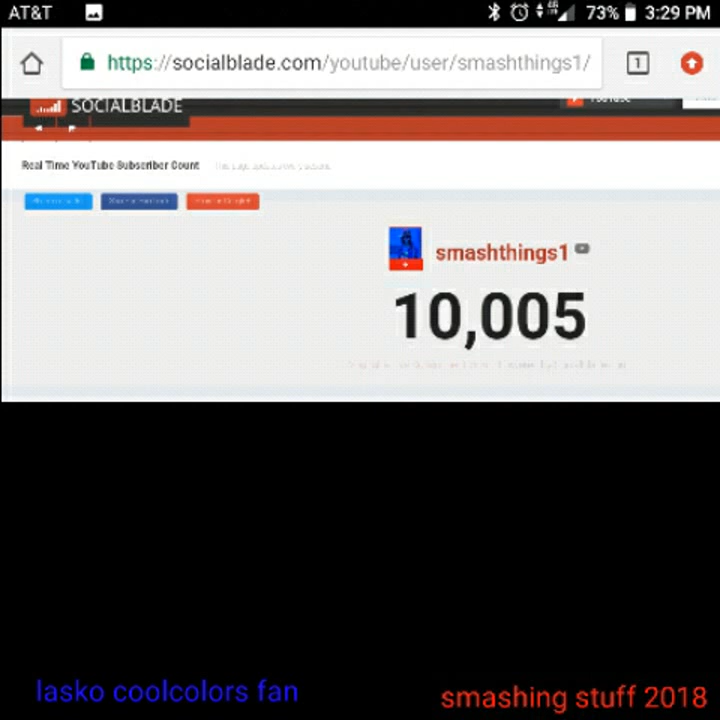 AT&T 73% 3:29 PM
https://socialblade.com/youtube/user/smashthings1/ 1
SOCIALBLADE
Real Time YouTube Subscriber Count
smashthings1
10,005
lasko coolcolors fan
smashing stuff 2018